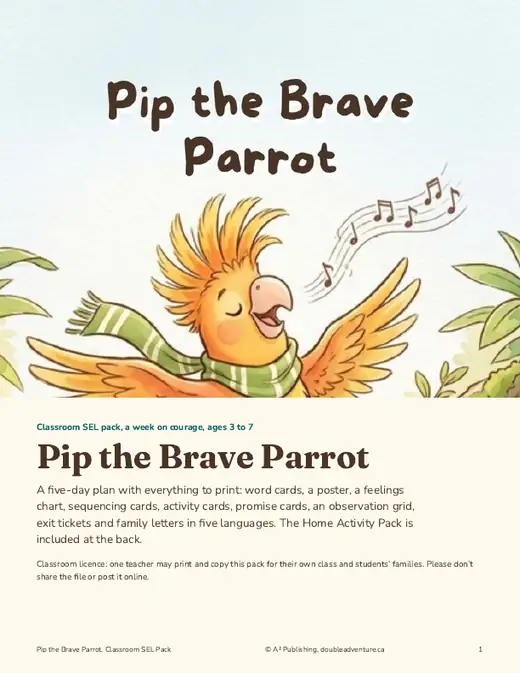 Pip the Brave
Parrot
Classroom SEL pack, a week on courage, ages 3 to 7
Pip the Brave Parrot
A five-day plan with everything to print: word cards, a poster, a feelings
chart, sequencing cards, activity cards, promise cards, an observation grid,
exit tickets and family letters in five languages. The Home Activity Pack is
included at the back.
Classroom licence: one teacher may print and copy this pack for their own class and students' families. Please don't
share the file or post it online.
Pip the Brave Parrot, Classroom SEL Pack
© A² Publishing, doubleadventure.ca
1